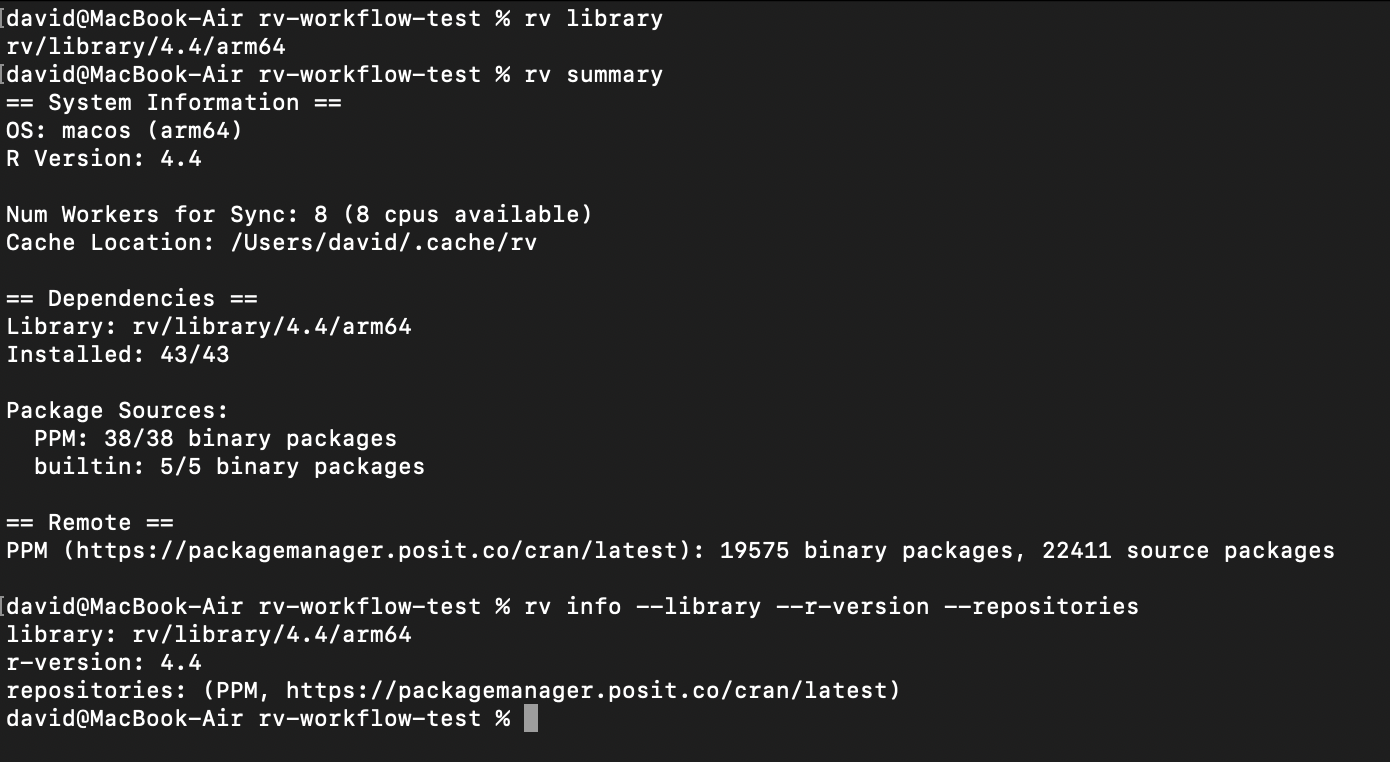 [david@MacBook-Air rv-workflow-test % rv library
rv/library/4.4/arm64
[david@MacBook-Air rv-workflow-test % rv summary
== System Information ==
OS: macos (arm64)
R Version: 4.4
Num Workers for Sync: 8 (8 cpus available)
Cache Location: /Users/david/.cache/rv
== Dependencies ==
Library: rv/library/4.4/arm64
Installed: 43/43
Package Sources:
  PPM: 38/38 binary packages
  builtin: 5/5 binary packages
== Remote ==
PPM (https://packagemanager.posit.co/cran/latest): 19575 binary packages, 22411 source packages
[david@MacBook-Air rv-workflow-test % rv info --library --r-version --repositories
library: rv/library/4.4/arm64
r-version: 4.4
repositories: (PPM, https://packagemanager.posit.co/cran/latest)
david@MacBook-Air rv-workflow-test %